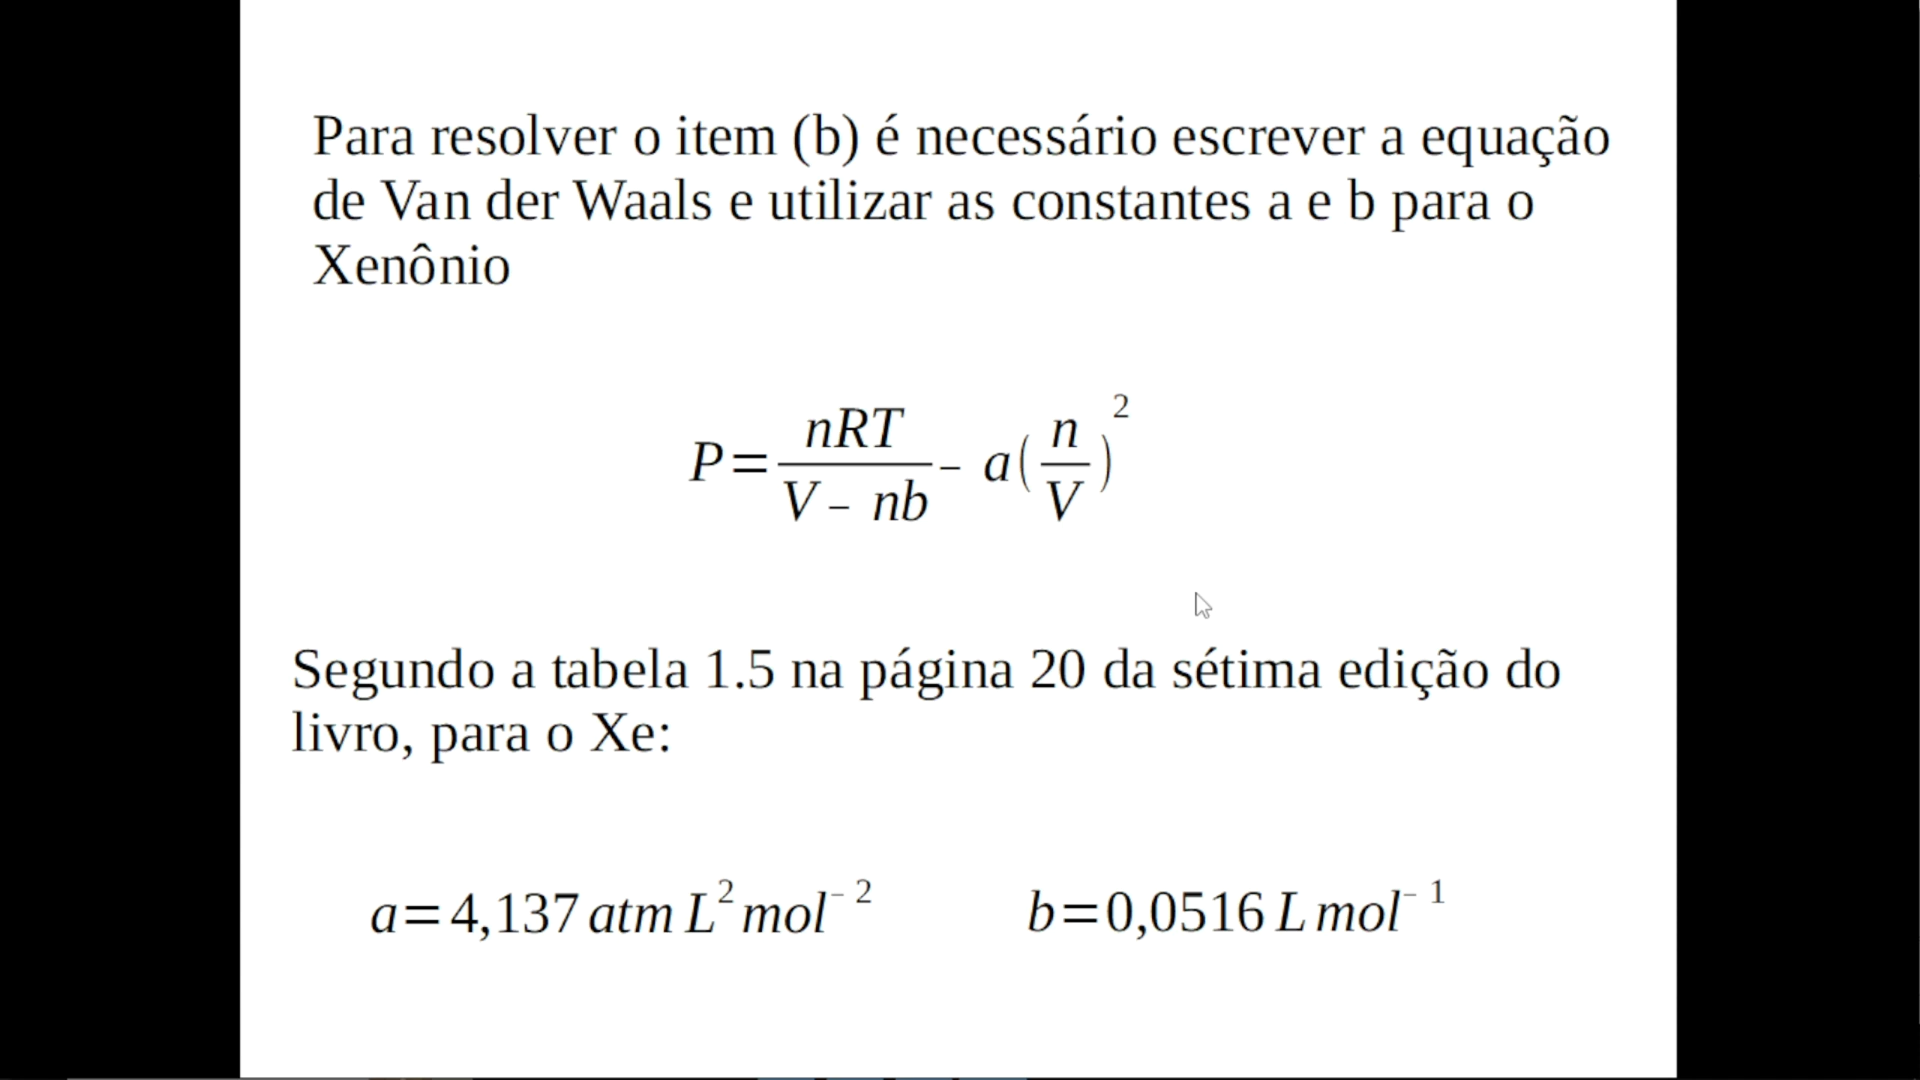 Para resolver o item (b) é necessário escrever a equação
de Van der Waals e utilizar as constantes a e b para o
Xenônio
P = nRT / (V – nb) – a(n/V)²
Segundo a tabela 1.5 na página 20 da sétima edição do
livro, para o Xe:
a=4,137 atm L² mol⁻² b=0,0516 L mol⁻¹